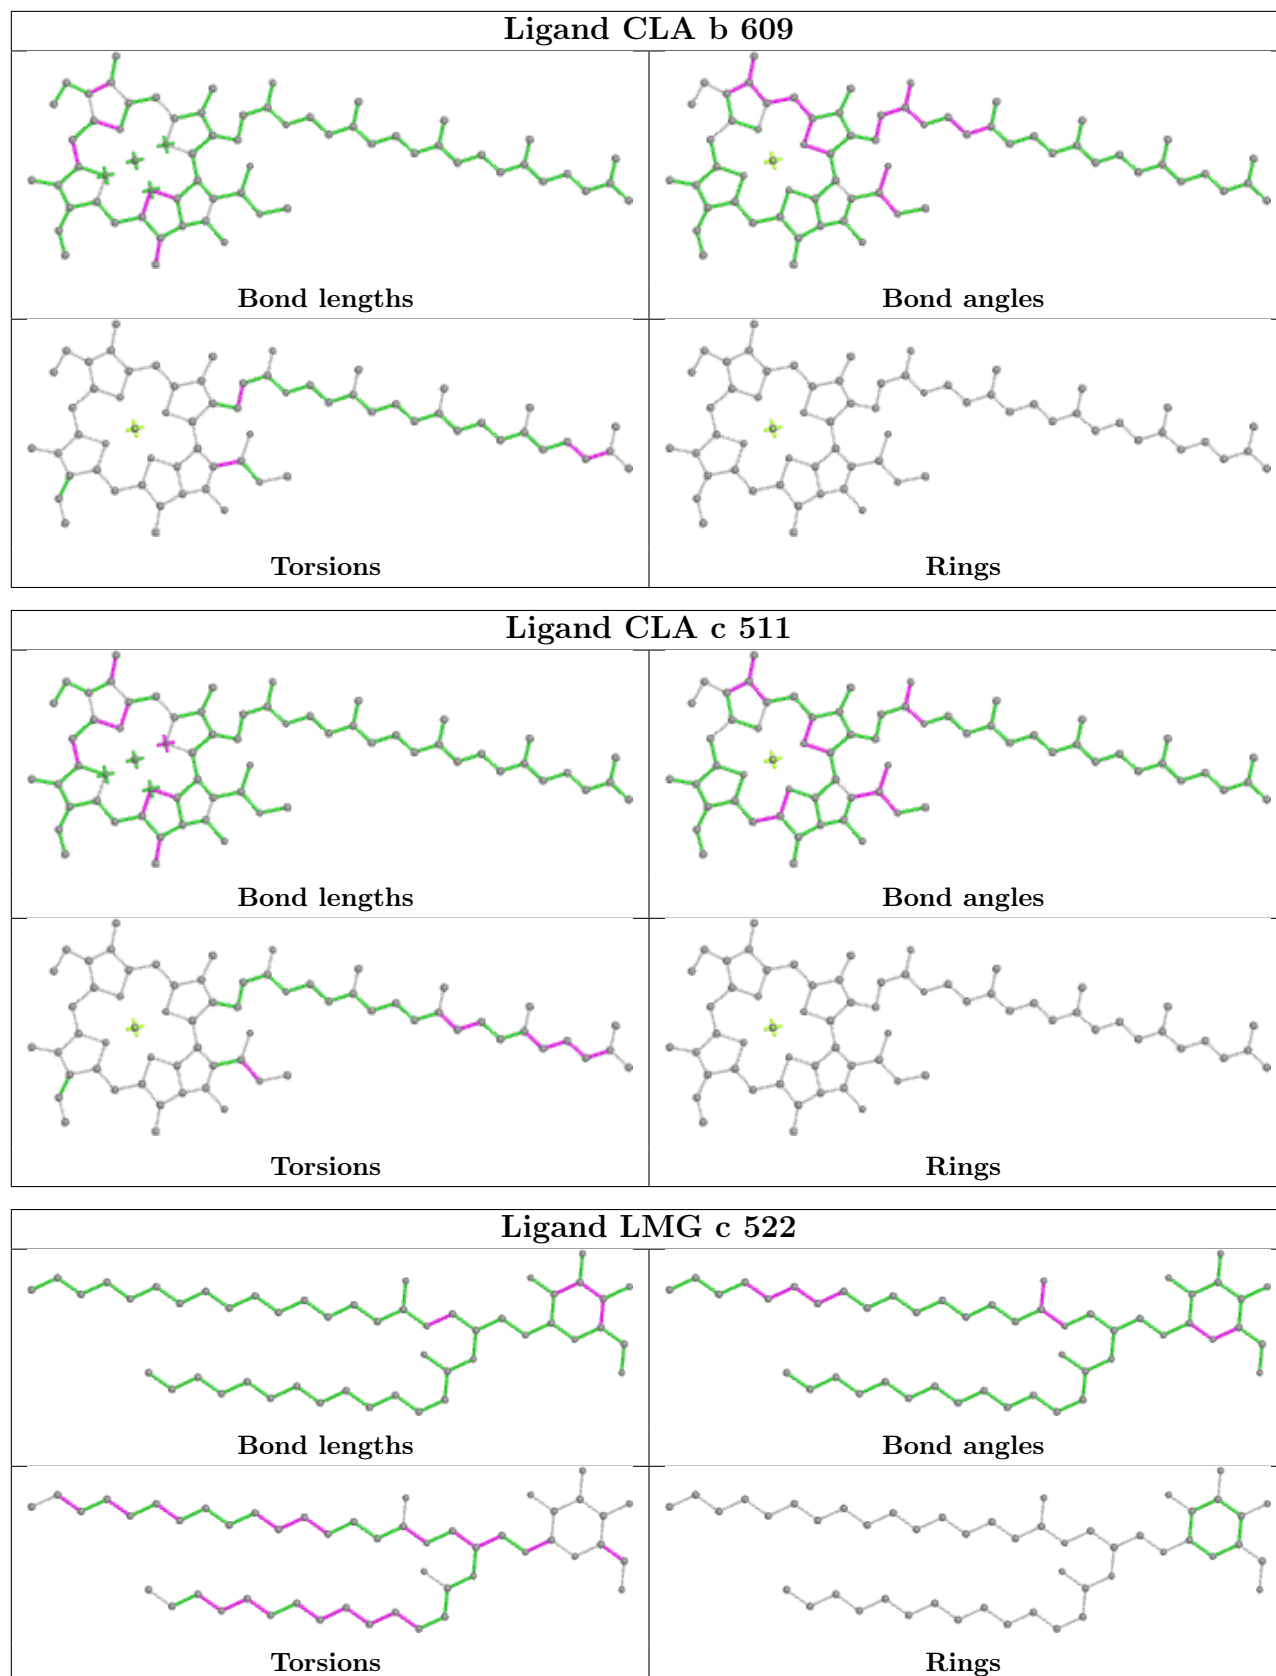 Ligand CLA b 609
Bond lengths
Bond angles
Torsions
Rings
Ligand CLA c 511
Bond lengths
Bond angles
Torsions
Rings
Ligand LMG c 522
Bond lengths
Bond angles
Torsions
Rings